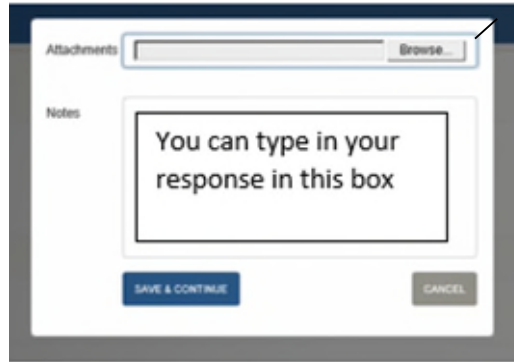 Attachments
Browse...
Notes
You can type in your
response in this box
SAVE & CONTINUE
CANCEL